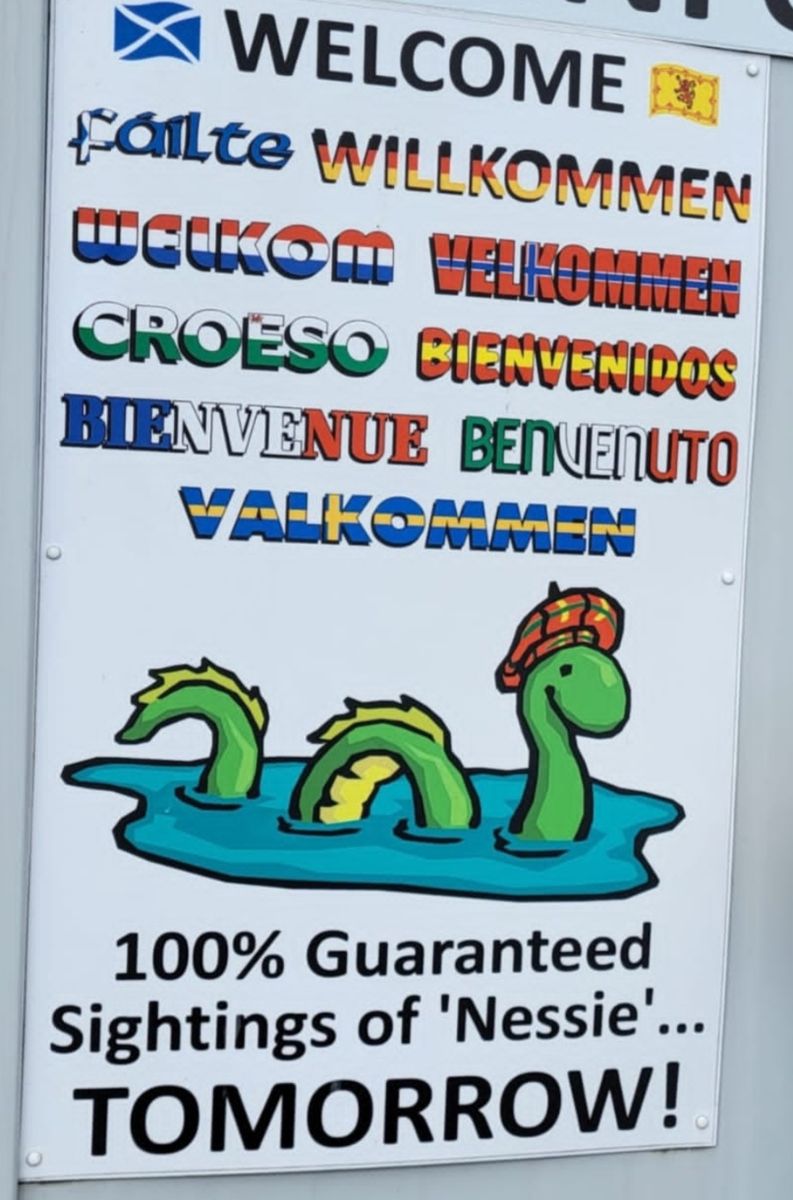 WELCOME
fáilte WILLKOMMEN
WELKOM VELKOMMEN
CROESO BIENVENIDOS
BIENVENUE BENVENUTO
VALKOMMEN
100% Guaranteed
Sightings of 'Nessie'...
TOMORROW!